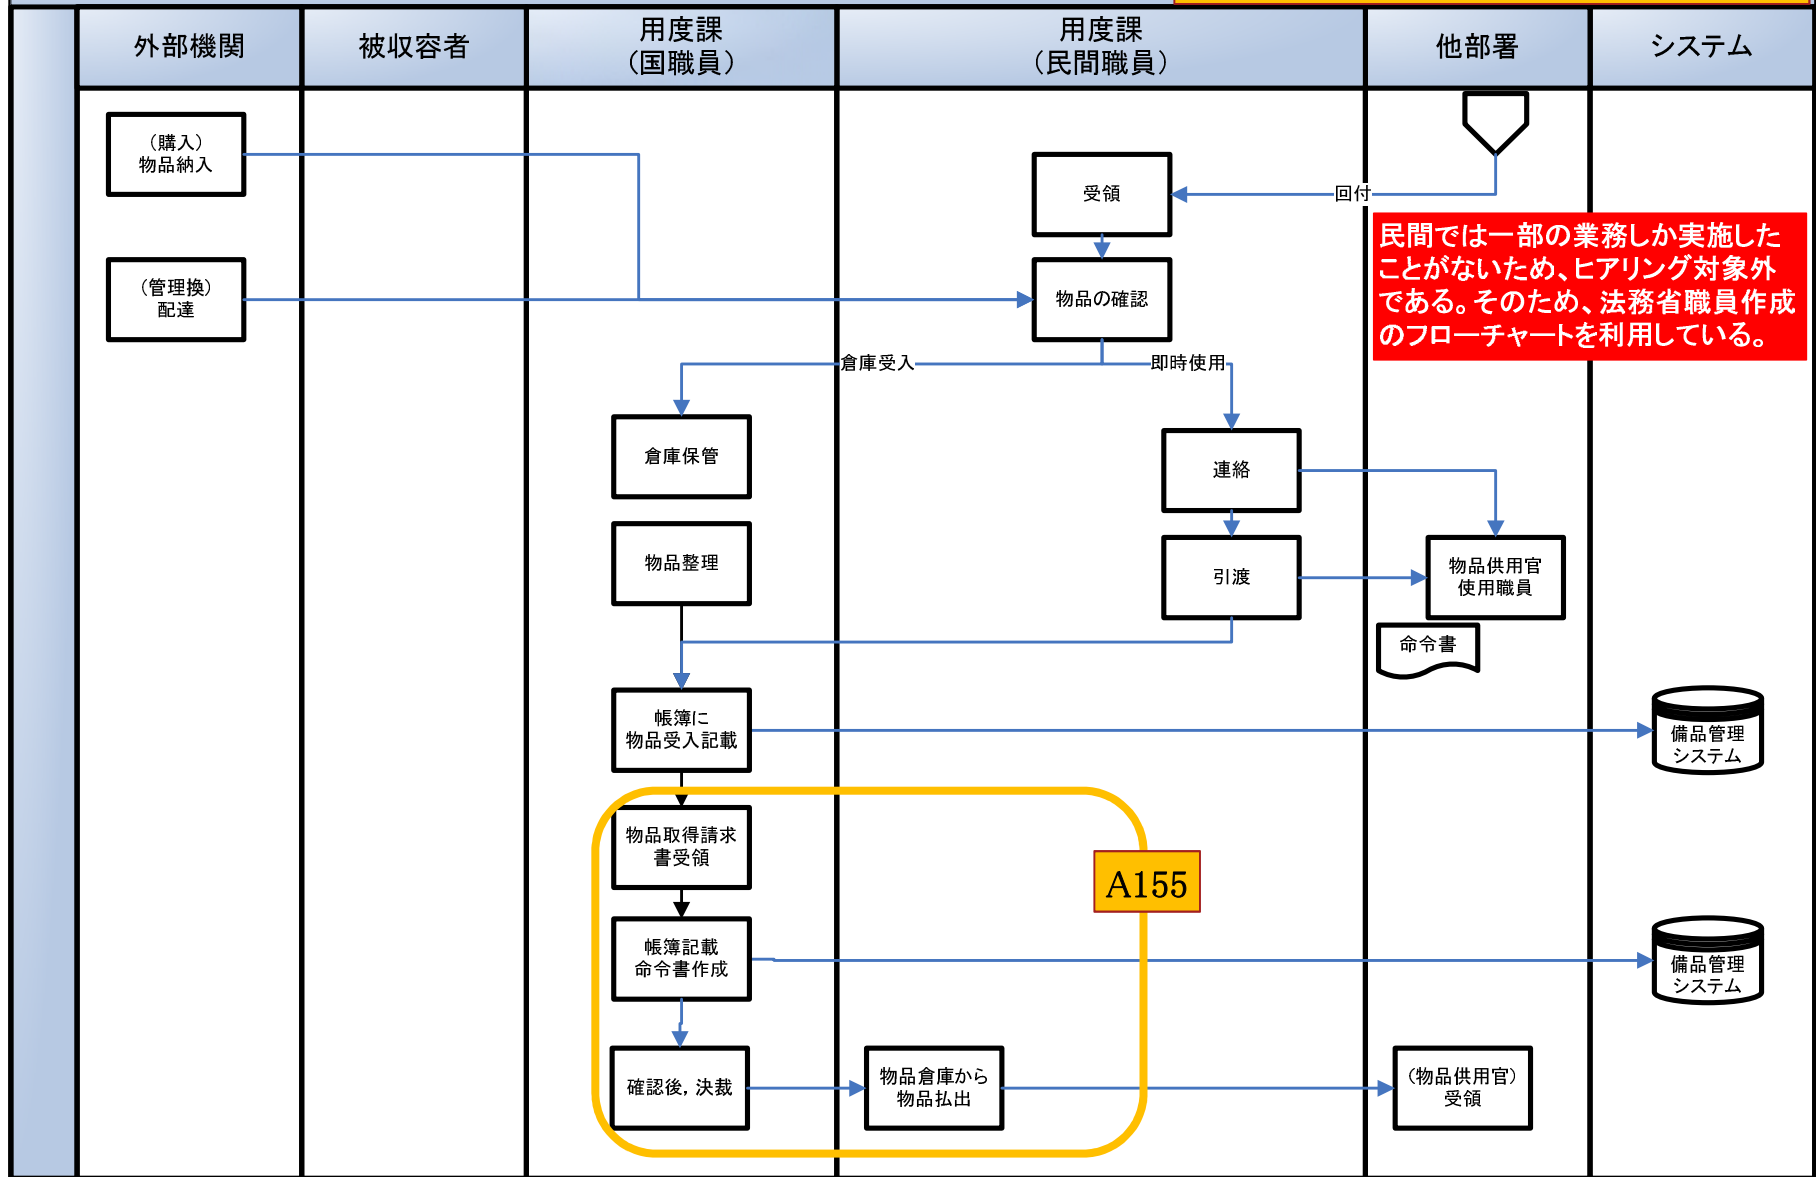 外部機関
被収容者
用度課
（国職員）
用度課
（民間職員）
他部署
システム
（購入）
物品納入
受領
回付
民間では一部の業務しか実施した
ことがないため、ヒアリング対象外
である。そのため、法務省職員作成
のフローチャートを利用している。
（管理換）
配達
物品の確認
倉庫受入
即時使用
倉庫保管
連絡
物品整理
引渡
物品供用官
使用職員
命令書
帳簿に
物品受入記載
備品管理
システム
物品取得請求
書受領
A155
帳簿記載
命令書作成
備品管理
システム
確認後，決裁
物品倉庫から
物品払出
（物品供用官）
受領